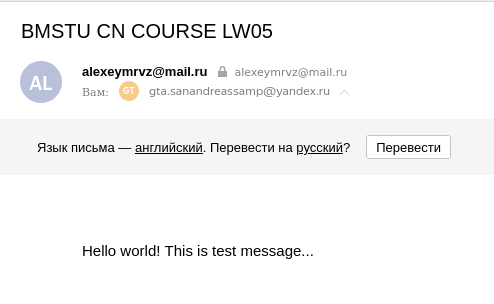 BMSTU CN COURSE LW05
AL
alexeymrvz@mail.ru alexeymrvz@mail.ru
Вам: GT gta.sanandreassamp@yandex.ru
Язык письма — английский. Перевести на русский? Перевести
Hello world! This is test message...